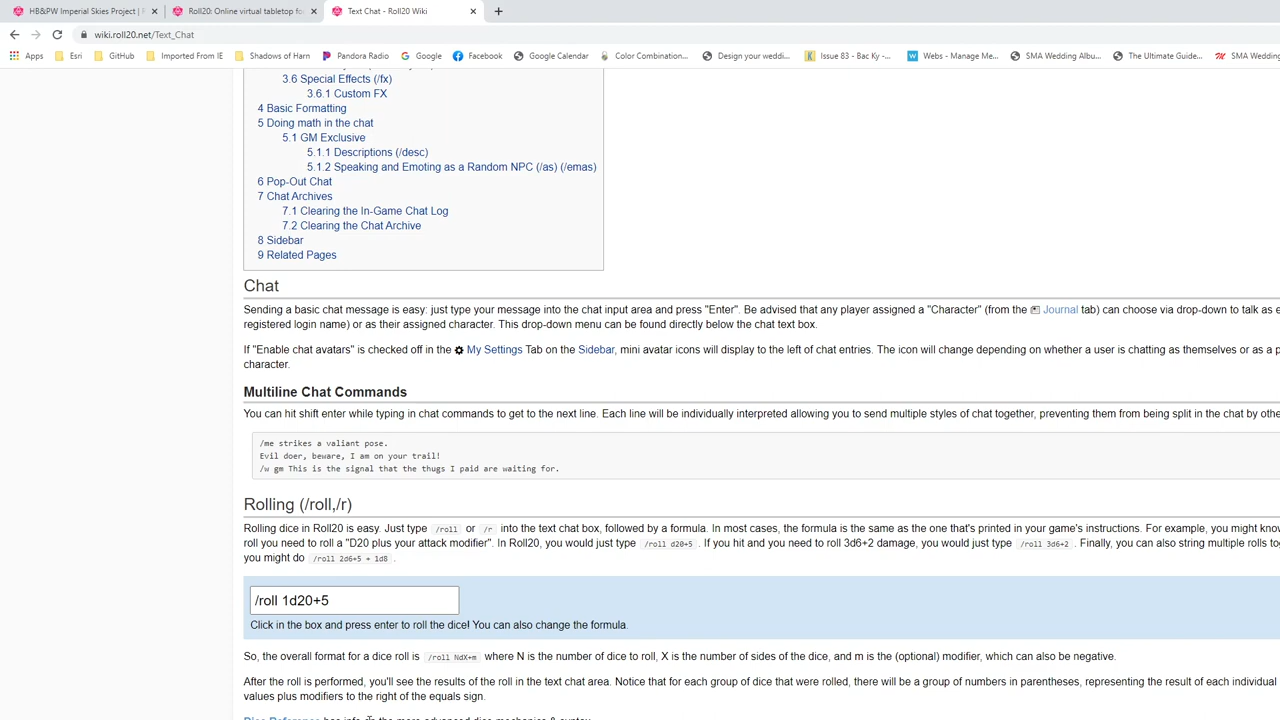 HB&PW Imperial Skies Project |
Roll20: Online virtual tabletop fo
Text Chat - Roll20 Wiki
wiki.roll20.net/Text_Chat
Apps
Esri
GitHub
Imported From IE
Shadows of Harn
Pandora Radio
Google
Facebook
Google Calendar
Color Combination...
Design your weddi...
Issue 83 - Bac Ky -...
Webs - Manage Me...
SMA Wedding Albu...
The Ultimate Guide...
SMA Wedding
3.6 Special Effects (/fx)
3.6.1 Custom FX
4 Basic Formatting
5 Doing math in the chat
5.1 GM Exclusive
5.1.1 Descriptions (/desc)
5.1.2 Speaking and Emoting as a Random NPC (/as) (/emas)
6 Pop-Out Chat
7 Chat Archives
7.1 Clearing the In-Game Chat Log
7.2 Clearing the Chat Archive
8 Sidebar
9 Related Pages
Chat
Sending a basic chat message is easy: just type your message into the chat input area and press "Enter". Be advised that any player assigned a "Character" (from the Journal tab) can choose via drop-down to talk as e
registered login name) or as their assigned character. This drop-down menu can be found directly below the chat text box.
If "Enable chat avatars" is checked off in the My Settings Tab on the Sidebar, mini avatar icons will display to the left of chat entries. The icon will change depending on whether a user is chatting as themselves or as a p
character.
Multiline Chat Commands
You can hit shift enter while typing in chat commands to get to the next line. Each line will be individually interpreted allowing you to send multiple styles of chat together, preventing them from being split in the chat by othe
/me strikes a valiant pose.
Evil doer, beware, I am on your trail!
/w gm This is the signal that the thugs I paid are waiting for.
Rolling (/roll,/r)
Rolling dice in Roll20 is easy. Just type /roll or /r into the text chat box, followed by a formula. In most cases, the formula is the same as the one that's printed in your game's instructions. For example, you might know
roll you need to roll a "D20 plus your attack modifier". In Roll20, you would just type /roll d20+5 . If you hit and you need to roll 3d6+2 damage, you would just type /roll 3d6+2 . Finally, you can also string multiple rolls tog
you might do /roll 2d6+5 + 1d8 .
/roll 1d20+5
Click in the box and press enter to roll the dice! You can also change the formula.
So, the overall format for a dice roll is /roll NdX+m where N is the number of dice to roll, X is the number of sides of the dice, and m is the (optional) modifier, which can also be negative.
After the roll is performed, you'll see the results of the roll in the text chat area. Notice that for each group of dice that were rolled, there will be a group of numbers in parentheses, representing the result of each individual
values plus modifiers to the right of the equals sign.
Dice Reference has info on the more advanced dice mechanics & syntax